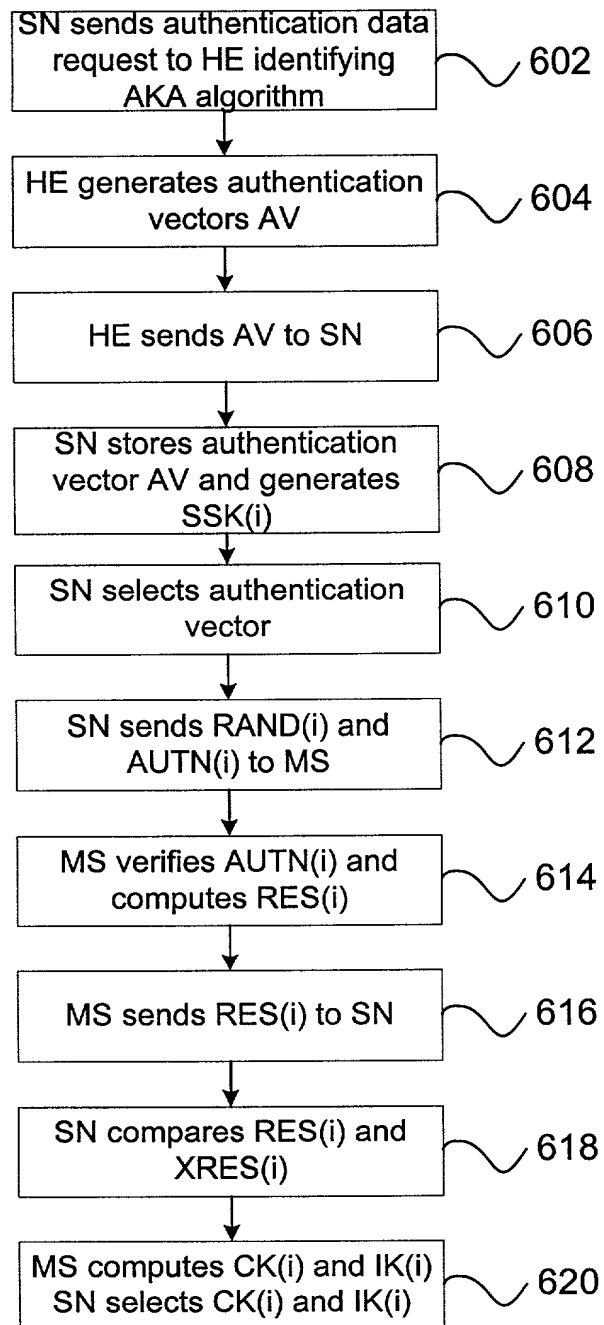 SN sends authentication data
request to HE identifying
AKA algorithm
602
HE generates authentication
vectors AV
604
HE sends AV to SN
606
SN stores authentication
vector AV and generates
SSK(i)
608
SN selects authentication
vector
610
SN sends RAND(i) and
AUTN(i) to MS
612
MS verifies AUTN(i) and
computes RES(i)
614
MS sends RES(i) to SN
616
SN compares RES(i) and
XRES(i)
618
MS computes CK(i) and IK(i)
SN selects CK(i) and IK(i)
620